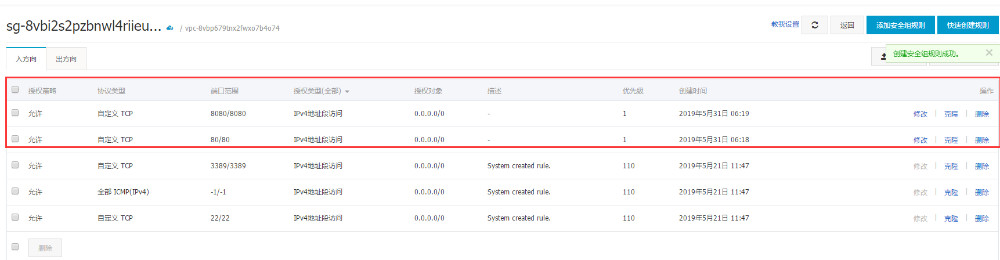 sg-8vbi2s2pzbnwl4riieu... / vpc-8vbp679tnx2fwxo7b4o74 教我设置 返回 添加安全组规则 快速创建规则
入方向 出方向
创建安全组规则成功。
授权策略 协议类型 端口范围 授权类型(全部) 授权对象 描述 优先级 创建时间 操作
允许 自定义 TCP 8080/8080 IPv4地址段访问 0.0.0.0/0 - 1 2019年5月31日 06:19 修改 | 克隆 | 删除
允许 自定义 TCP 80/80 IPv4地址段访问 0.0.0.0/0 - 1 2019年5月31日 06:18 修改 | 克隆 | 删除
允许 自定义 TCP 3389/3389 IPv4地址段访问 0.0.0.0/0 System created rule. 110 2019年5月21日 11:47 修改 | 克隆 | 删除
允许 全部 ICMP(IPv4) -1/-1 IPv4地址段访问 0.0.0.0/0 System created rule. 110 2019年5月21日 11:47 修改 | 克隆 | 删除
允许 自定义 TCP 22/22 IPv4地址段访问 0.0.0.0/0 System created rule. 110 2019年5月21日 11:47 修改 | 克隆 | 删除
删除